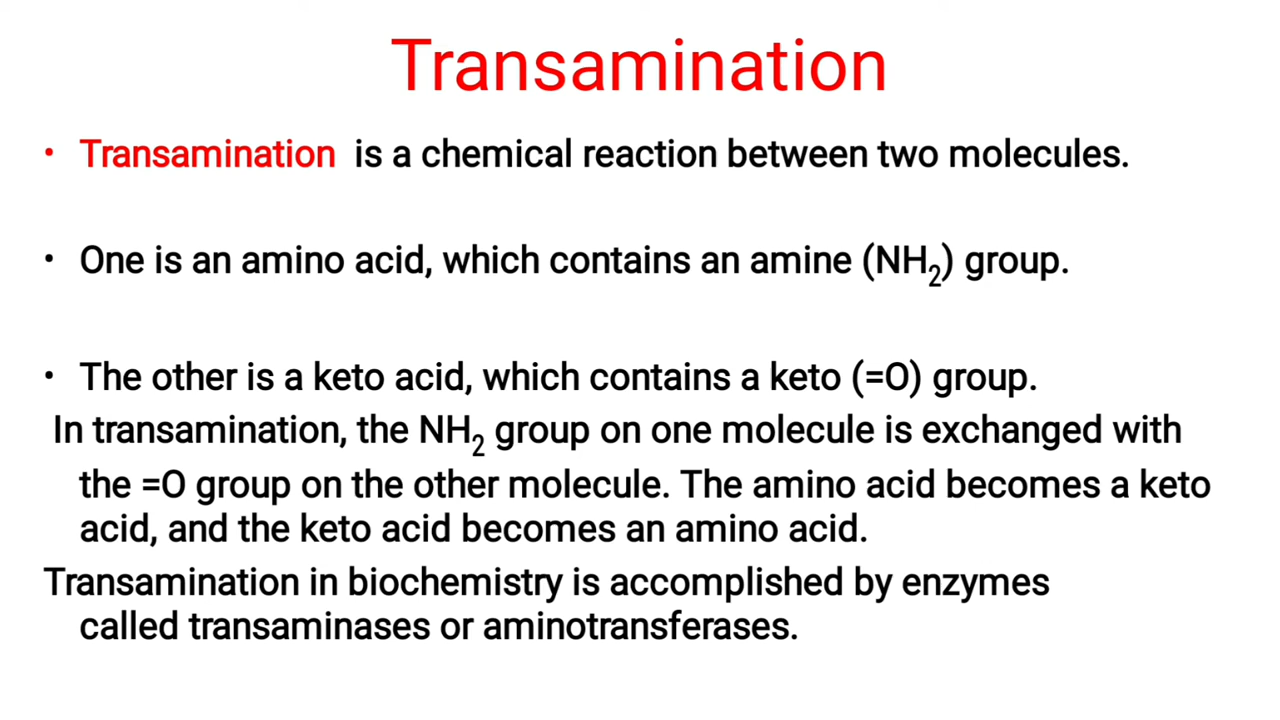 Transamination
• Transamination is a chemical reaction between two molecules.
• One is an amino acid, which contains an amine (NH₂) group.
• The other is a keto acid, which contains a keto (=O) group.
In transamination, the NH₂ group on one molecule is exchanged with
the =O group on the other molecule. The amino acid becomes a keto
acid, and the keto acid becomes an amino acid.
Transamination in biochemistry is accomplished by enzymes
called transaminases or aminotransferases.